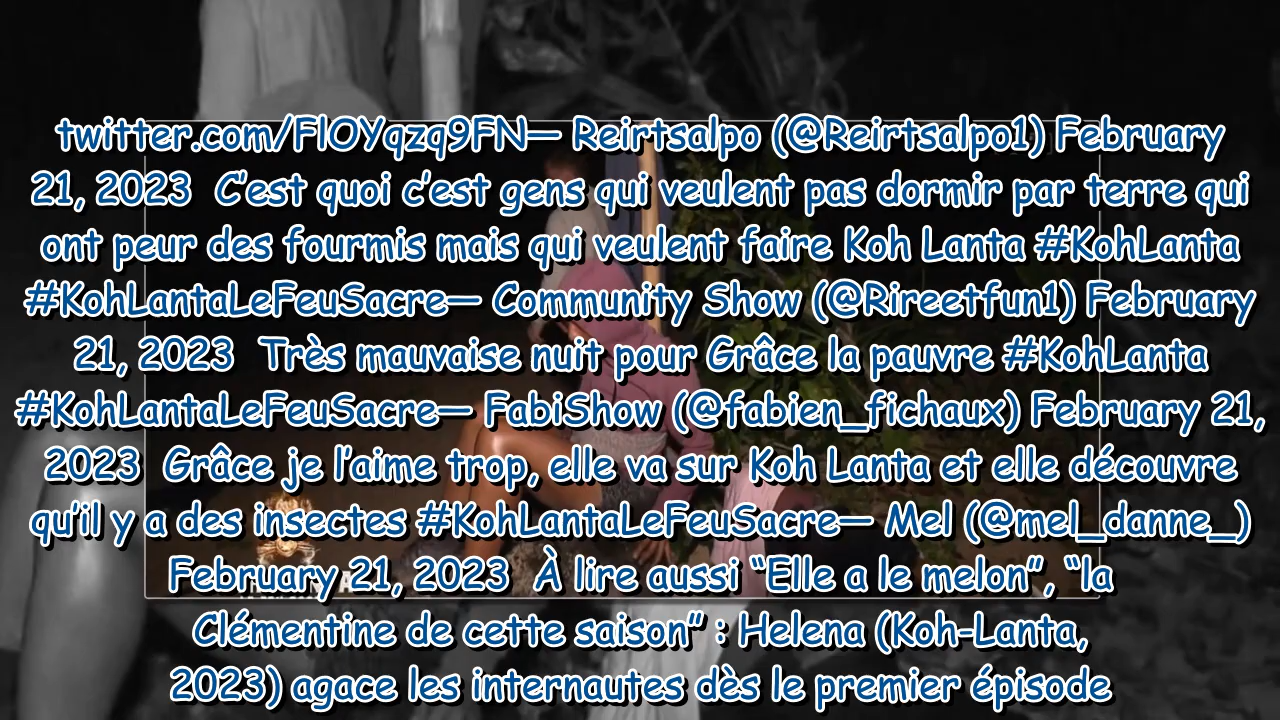 twitter.com/FlOYqzq9FN— Reirtsalpo (@Reirtsalpo1) February
21, 2023 C’est quoi c’est gens qui veulent pas dormir par terre qui
ont peur des fourmis mais qui veulent faire Koh Lanta #KohLanta
#KohLantaLeFeuSacre— Community Show (@Rireetfun1) February
21, 2023 Très mauvaise nuit pour Grâce la pauvre #KohLanta
#KohLantaLeFeuSacre— FabiShow (@fabien_fichaux) February 21,
2023 Grâce je l’aime trop, elle va sur Koh Lanta et elle découvre
qu’il y a des insectes #KohLantaLeFeuSacre— Mel (@mel_danne_)
February 21, 2023 À lire aussi “Elle a le melon”, “la
Clémentine de cette saison” : Helena (Koh-Lanta,
2023) agace les internautes dès le premier épisode